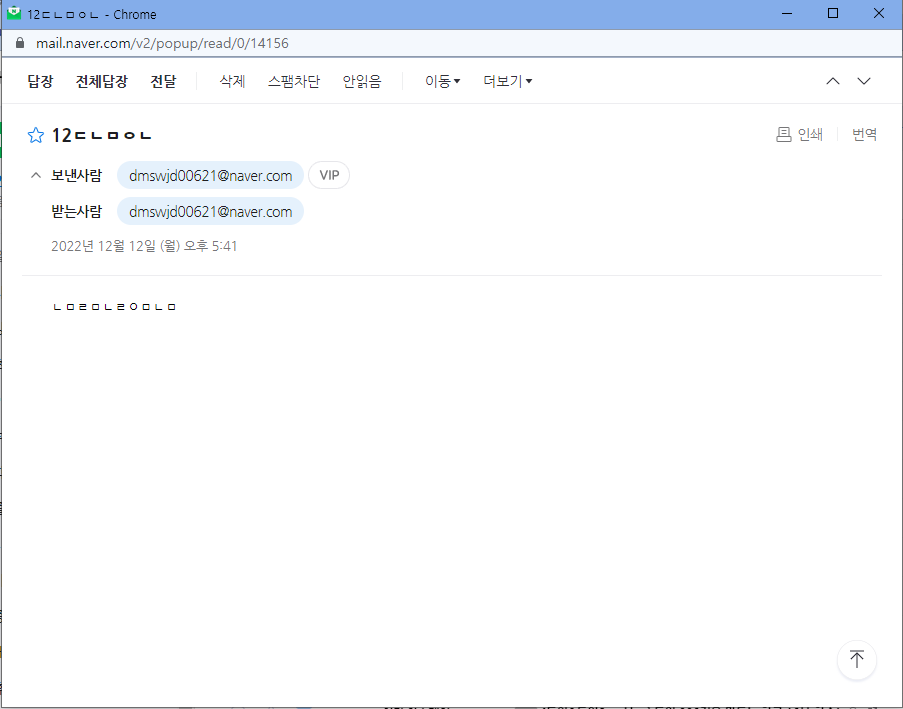 12ㄷㄴㅁㅇㄴ - Chrome
mail.naver.com/v2/popup/read/0/14156
답장 전체답장 전달 삭제 스팸차단 안읽음 이동 더보기
12ㄷㄴㅁㅇㄴ 인쇄 번역
보낸사람 dmswjd00621@naver.com VIP
받는사람 dmswjd00621@naver.com
2022년 12월 12일 (월) 오후 5:41
ㄴㅁㄹㅁㄴㄹㅇㅁㄴㅁ